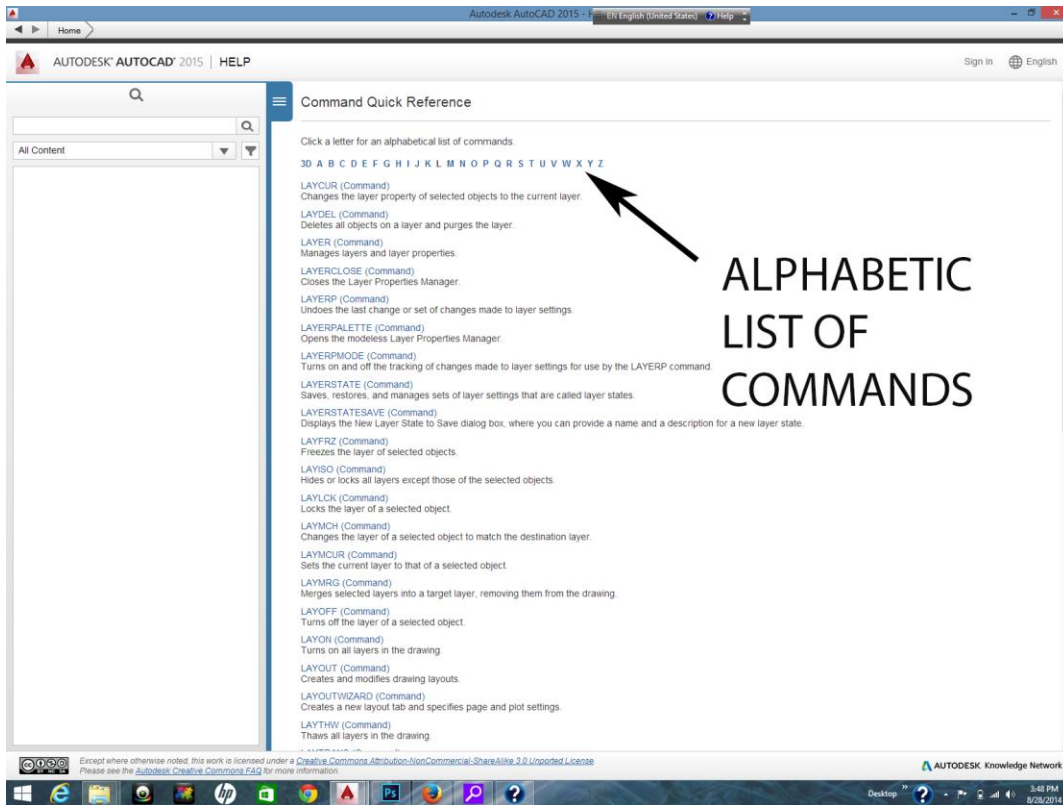 Autodesk AutoCAD 2015 -
EN English (United States) Help
Home
AUTODESK® AUTOCAD® 2015 | HELP
Sign In English
Command Quick Reference
All Content
Click a letter for an alphabetical list of commands.
3D A B C D E F G H I J K L M N O P Q R S T U V W X Y Z
LAYCUR (Command)
Changes the layer property of selected objects to the current layer.
LAYDEL (Command)
Deletes all objects on a layer and purges the layer.
LAYER (Command)
Manages layers and layer properties.
LAYERCLOSE (Command)
Closes the Layer Properties Manager.
LAYERP (Command)
Undoes the last change or set of changes made to layer settings.
LAYERPALETTE (Command)
Opens the modeless Layer Properties Manager.
LAYERPMODE (Command)
Turns on and off the tracking of changes made to layer settings for use by the LAYERP command.
LAYERSTATE (Command)
Saves, restores, and manages sets of layer settings that are called layer states.
LAYERSTATESAVE (Command)
Displays the New Layer State to Save dialog box, where you can provide a name and a description for a new layer state.
LAYFRZ (Command)
Freezes the layer of selected objects.
LAYISO (Command)
Hides or locks all layers except those of the selected objects.
LAYLCK (Command)
Locks the layer of a selected object.
LAYMCH (Command)
Changes the layer of a selected object to match the destination layer.
LAYMCUR (Command)
Sets the current layer to that of a selected object.
LAYMRG (Command)
Merges selected layers into a target layer, removing them from the drawing.
LAYOFF (Command)
Turns off the layer of a selected object.
LAYON (Command)
Turns on all layers in the drawing.
LAYOUT (Command)
Creates and modifies drawing layouts.
LAYOUTWIZARD (Command)
Creates a new layout tab and specifies page and plot settings.
LAYTHW (Command)
Thaws all layers in the drawing.
ALPHABETIC
LIST OF
COMMANDS
cc BY NC SA
Except where otherwise noted, this work is licensed under a Creative Commons Attribution-NonCommercial-ShareAlike 3.0 Unported License
Please see the Autodesk Creative Commons FAQ for more information.
AUTODESK Knowledge Network
hp
Ps
Desktop
3:48 PM
8/28/2014